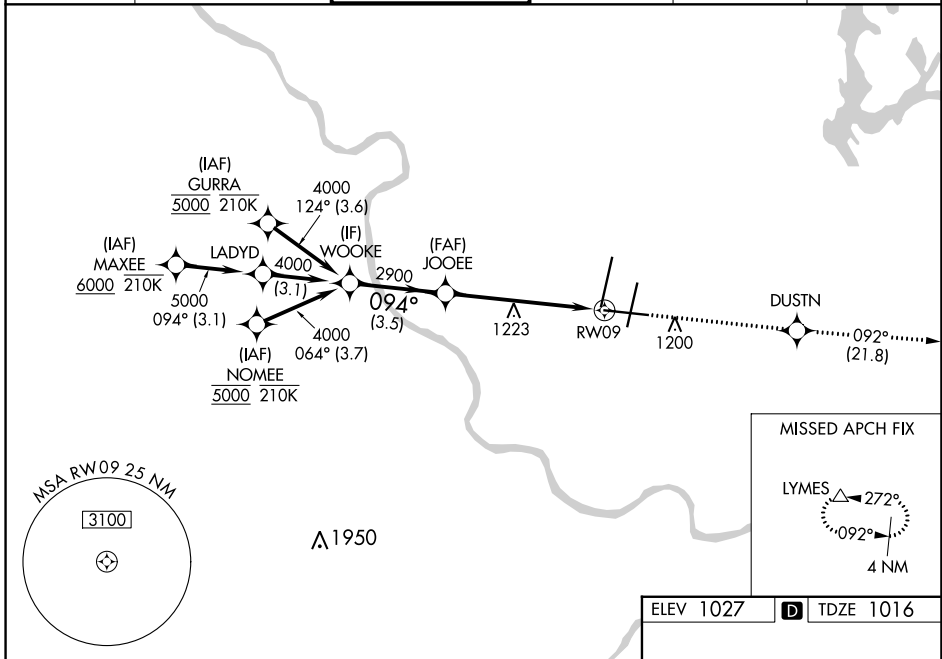 (IAF)
GURRA
5000 210K
4000
124° (3.6)
(IF)
WOOKE
(IAF)
MAXEE
6000 210K
LADYD
4000
(3.1)
5000
094° (3.1)
2900
094°
(3.5)
(FAF)
JOOEE
4000
064° (3.7)
(IAF)
NOMEE
5000 210K
1223
RW09
1200
DUSTN
092°
(21.8)
MISSED APCH FIX
LYMES
272°
092°
4 NM
MSA RW09 25 NM
3100
1950
ELEV 1027 D TDZE 1016